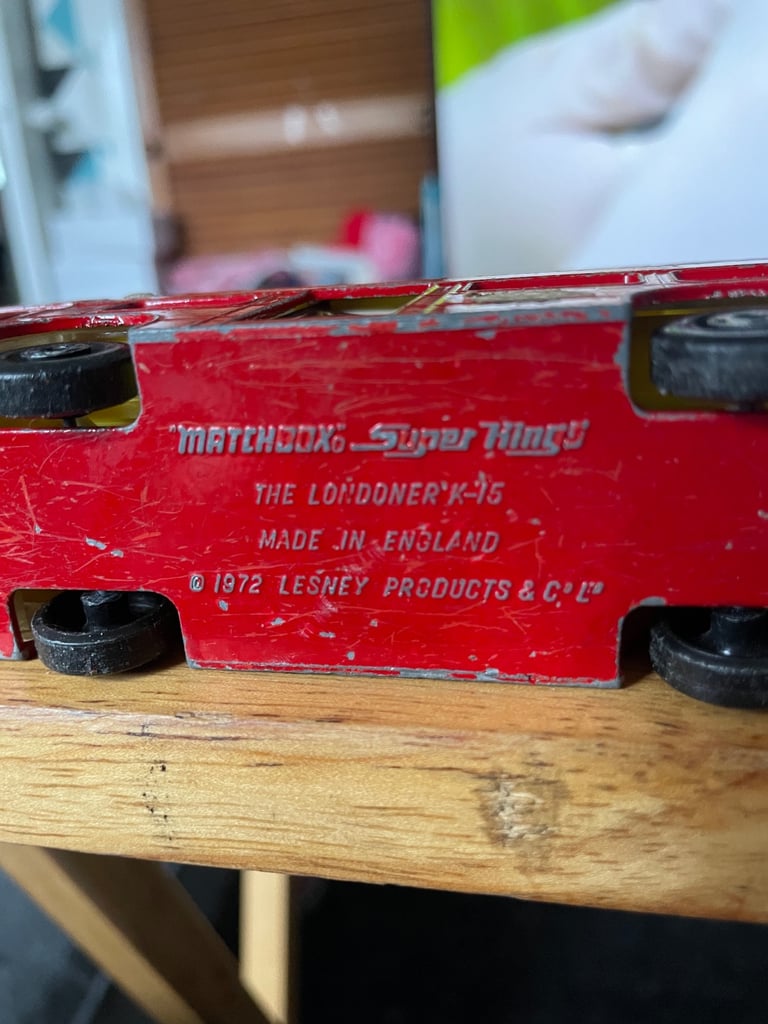 "MATCHBOX" Super Kings
THE LONDONER K-15
MADE IN ENGLAND
© 1972 LESNEY PRODUCTS & Cº Lᵀᴰ